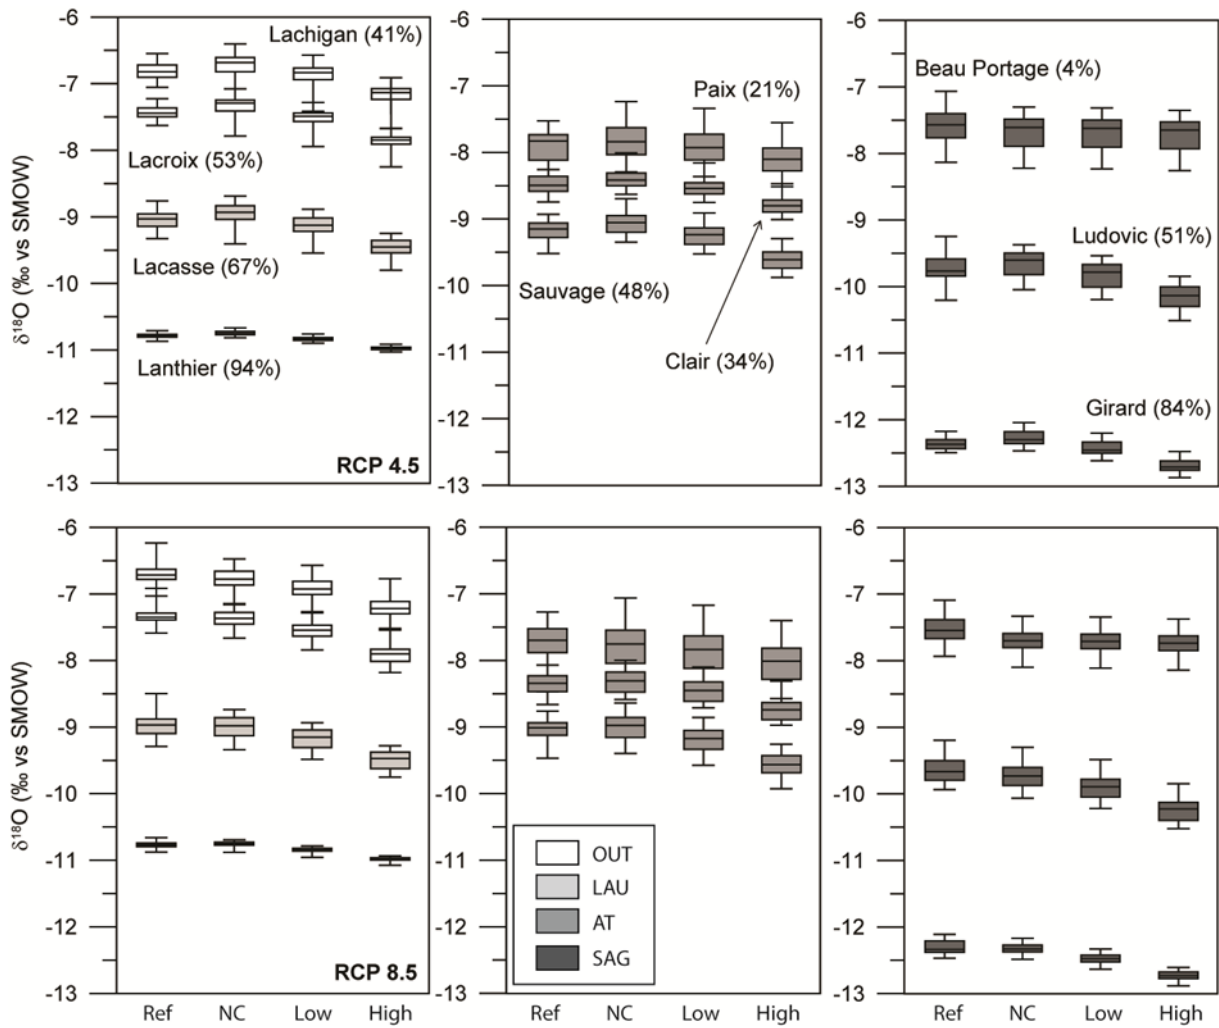 -6
-7
-8
-9
-10
-11
-12
-13
δ18O (‰ vs SMOW)
Lachigan (41%)
Lacroix (53%)
Lacasse (67%)
Lanthier (94%)
RCP 4.5
-6
-7
-8
-9
-10
-11
-12
-13
Paix (21%)
Sauvage (48%)
Clair (34%)
-6
-7
-8
-9
-10
-11
-12
-13
Beau Portage (4%)
Ludovic (51%)
Girard (84%)
-6
-7
-8
-9
-10
-11
-12
-13
δ18O (‰ vs SMOW)
RCP 8.5
Ref NC Low High
-6
-7
-8
-9
-10
-11
-12
-13
OUT
LAU
AT
SAG
Ref NC Low High
-6
-7
-8
-9
-10
-11
-12
-13
Ref NC Low High